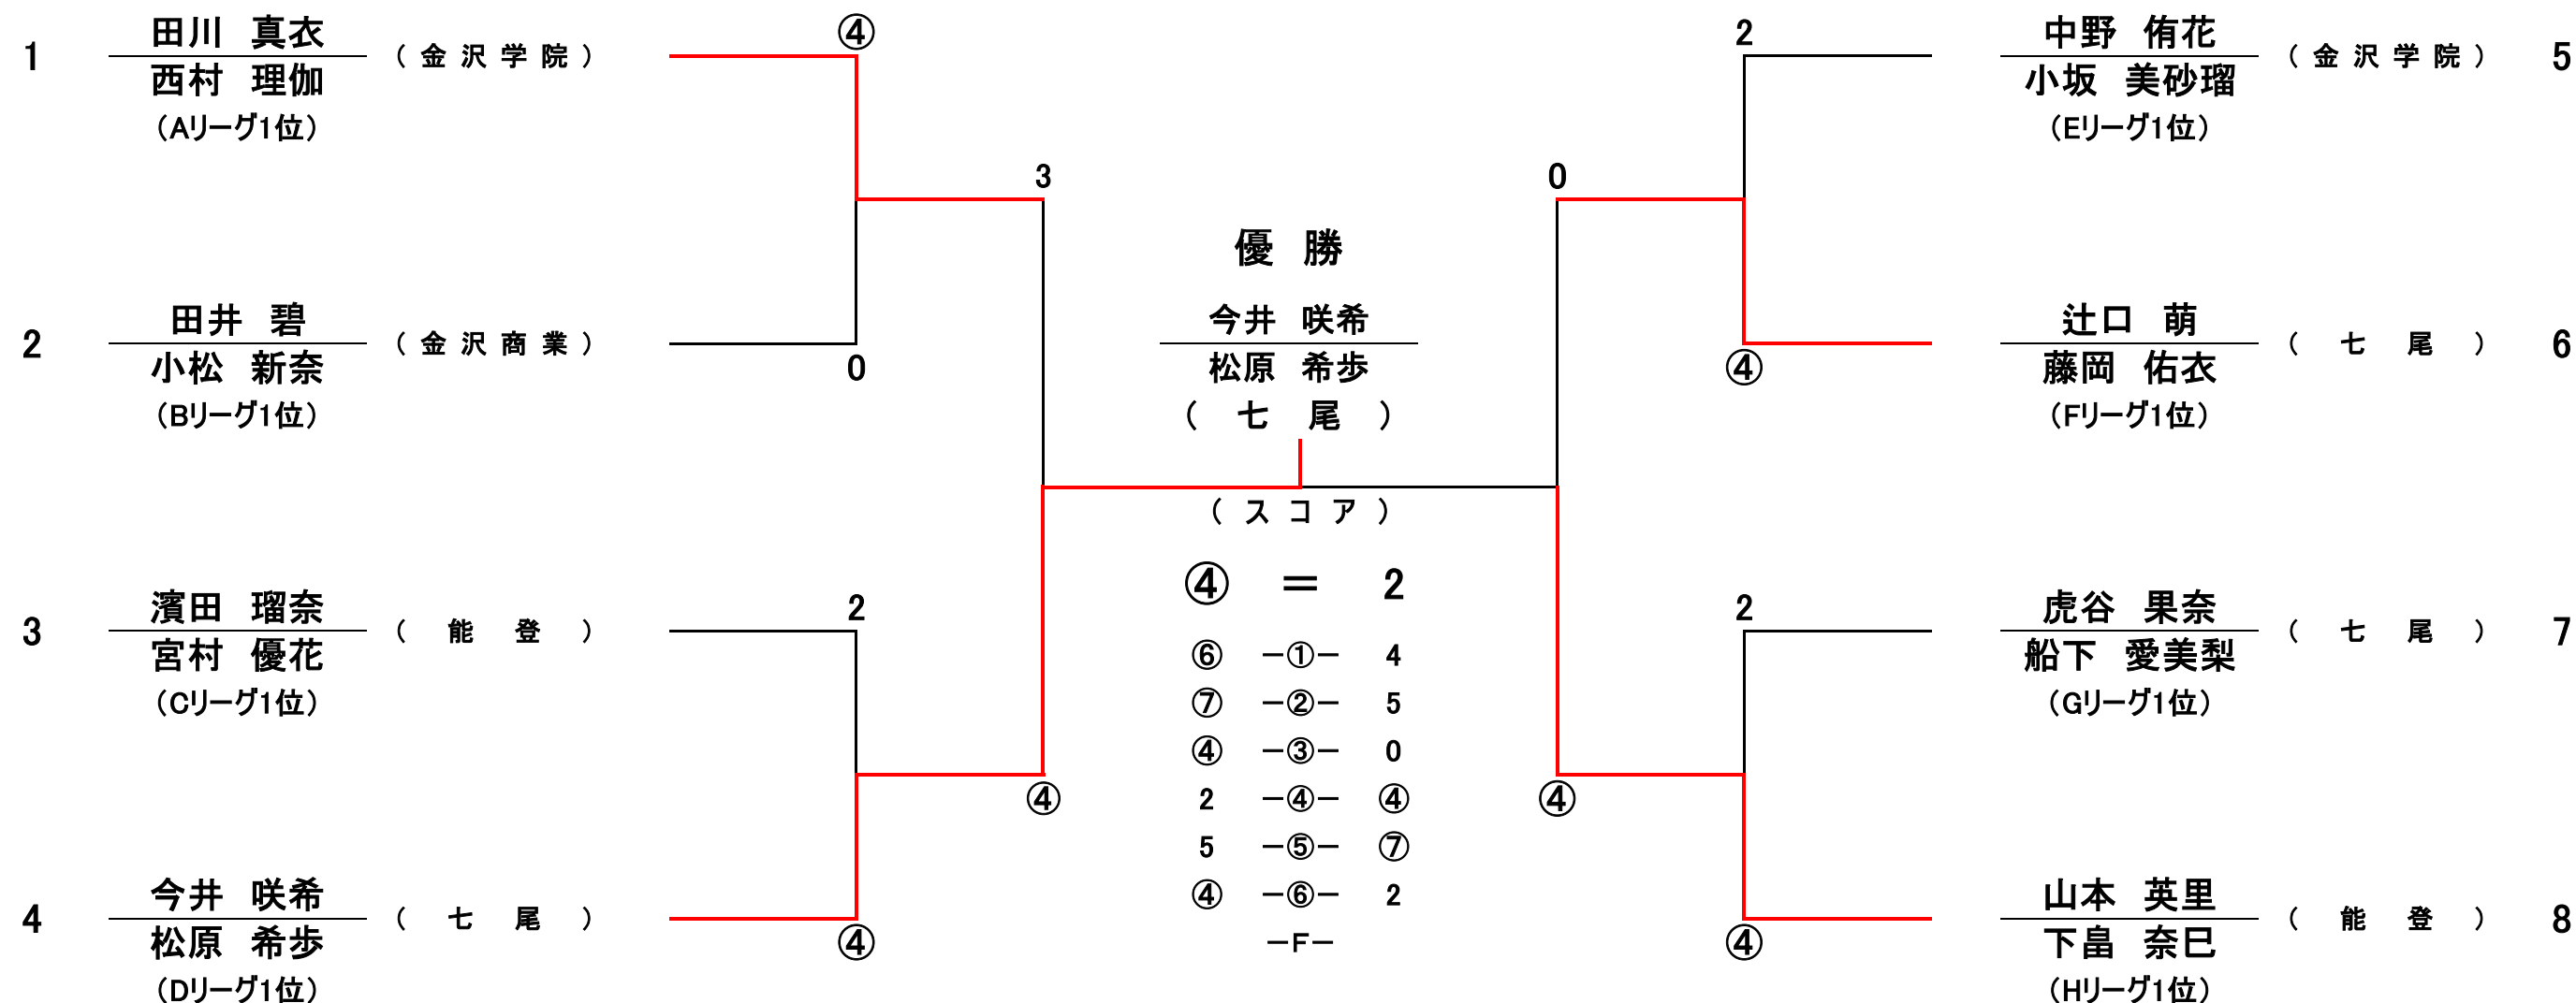 1 田川 真衣 (金沢学院)
西村 理伽
(Aリーグ1位)
④
0
2 田井 碧 (金沢商業)
小松 新奈
(Bリーグ1位)
3
④
3 濱田 瑠奈 (能登)
宮村 優花
(Cリーグ1位)
2
④
4 今井 咲希 (七尾)
松原 希歩
(Dリーグ1位)
優勝
今井 咲希
松原 希歩
(七尾)
(スコア)
④ = 2
⑥ -①- 4
⑦ -②- 5
④ -③- 0
2 -④- ④
5 -⑤- ⑦
④ -⑥- 2
-F-
中野 侑花 (金沢学院) 5
小坂 美砂瑠
(Eリーグ1位)
2
④
辻口 萌 (七尾) 6
藤岡 佑衣
(Fリーグ1位)
0
④
虎谷 果奈 (七尾) 7
船下 愛美梨
(Gリーグ1位)
2
④
山本 英里 (能登) 8
下畠 奈巳
(Hリーグ1位)